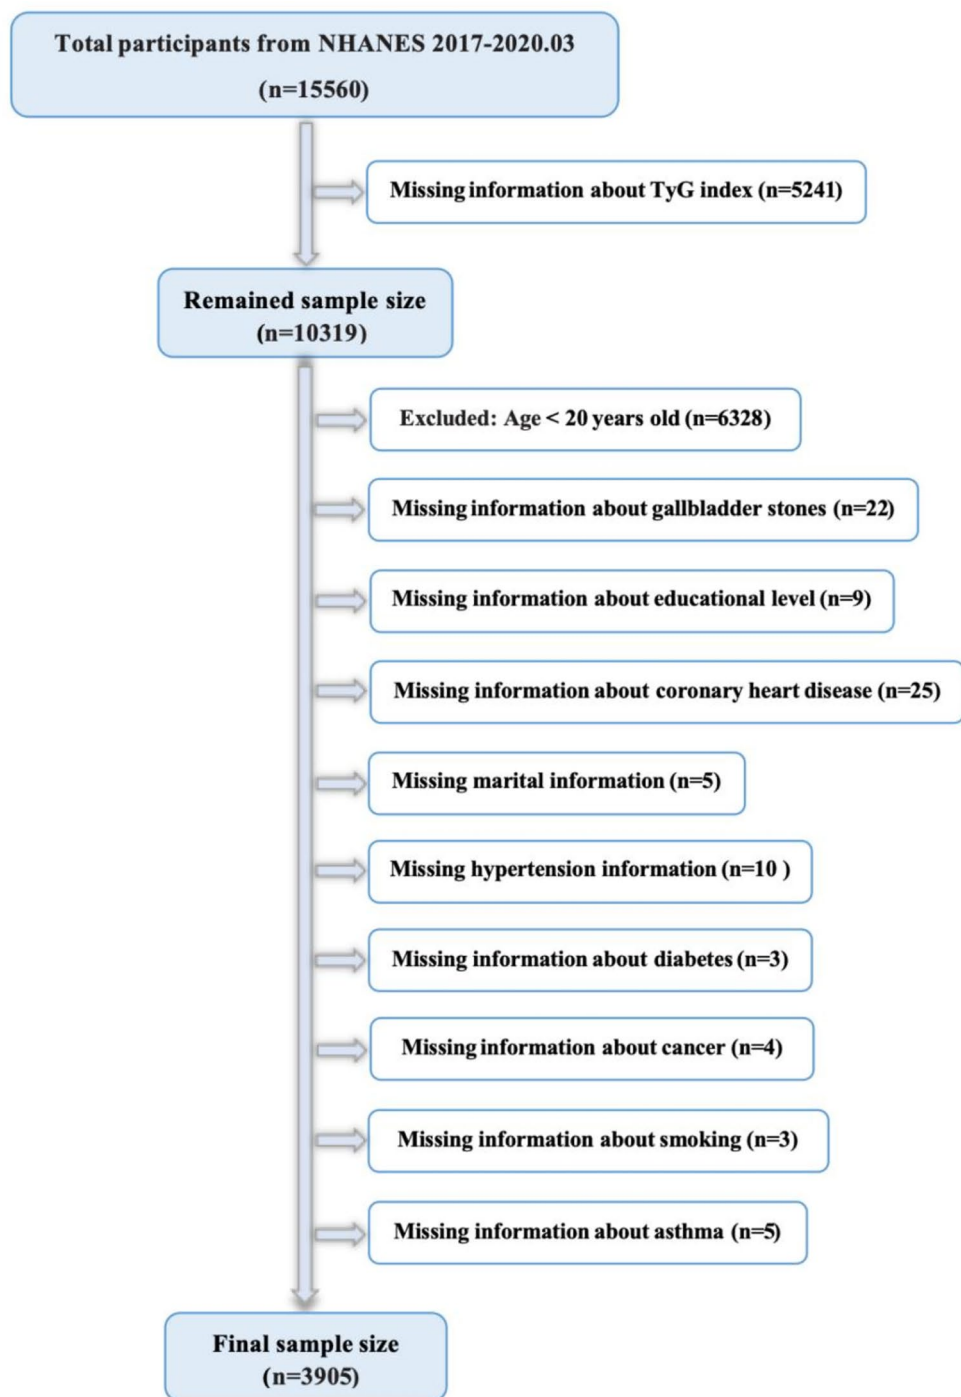 Total participants from NHANES 2017-2020.03
(n=15560)
Missing information about TyG index (n=5241)
Remained sample size
(n=10319)
Excluded: Age < 20 years old (n=6328)
Missing information about gallbladder stones (n=22)
Missing information about educational level (n=9)
Missing information about coronary heart disease (n=25)
Missing marital information (n=5)
Missing hypertension information (n=10 )
Missing information about diabetes (n=3)
Missing information about cancer (n=4)
Missing information about smoking (n=3)
Missing information about asthma (n=5)
Final sample size
(n=3905)